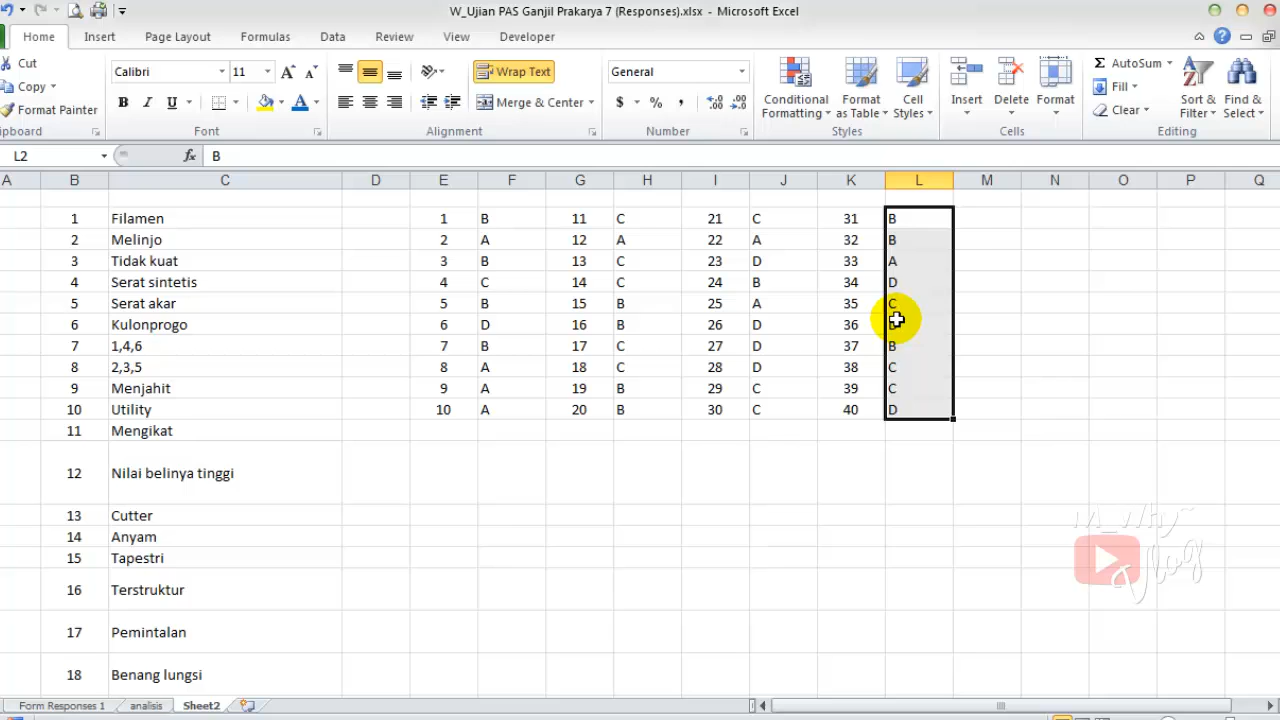 W_Ujian PAS Ganjil Prakarya 7 (Responses).xlsx - Microsoft Excel
Home Insert Page Layout Formulas Data Review View Developer
Cut
Copy
Format Painter
Calibri 11
B I U A
Wrap Text
Merge & Center
General
$ % ,
Conditional Formatting
Format as Table
Cell Styles
Insert Delete Format
AutoSum
Fill
Clear
Sort & Filter
Find & Select
lipboard Font Alignment Number Styles Cells Editing
L2 fx B
A B C D E F G H I J K L M N O P Q
1 Filamen 1 B 11 C 21 C 31 B
2 Melinjo 2 A 12 A 22 A 32 B
3 Tidak kuat 3 B 13 C 23 D 33 A
4 Serat sintetis 4 C 14 C 24 B 34 D
5 Serat akar 5 B 15 B 25 A 35 C
6 Kulonprogo 6 D 16 B 26 D 36
7 1,4,6 7 B 17 C 27 D 37 B
8 2,3,5 8 A 18 C 28 D 38 C
9 Menjahit 9 A 19 B 29 C 39 C
10 Utility 10 A 20 B 30 C 40 D
11 Mengikat
12 Nilai belinya tinggi
13 Cutter
14 Anyam
15 Tapestri
16 Terstruktur
17 Pemintalan
18 Benang lungsi
M_Why~
Vlog
Form Responses 1 analisis Sheet2